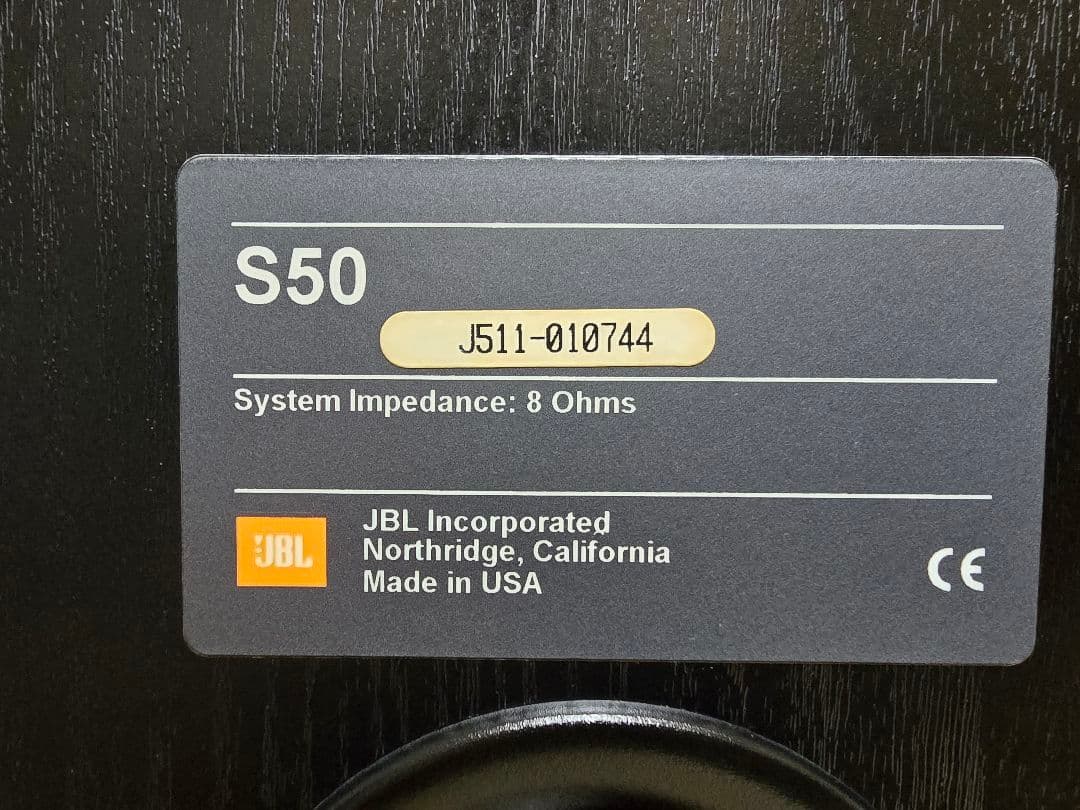 S50
J511-010744
System Impedance: 8 Ohms
JBL
JBL Incorporated
Northridge, California
Made in USA
CE